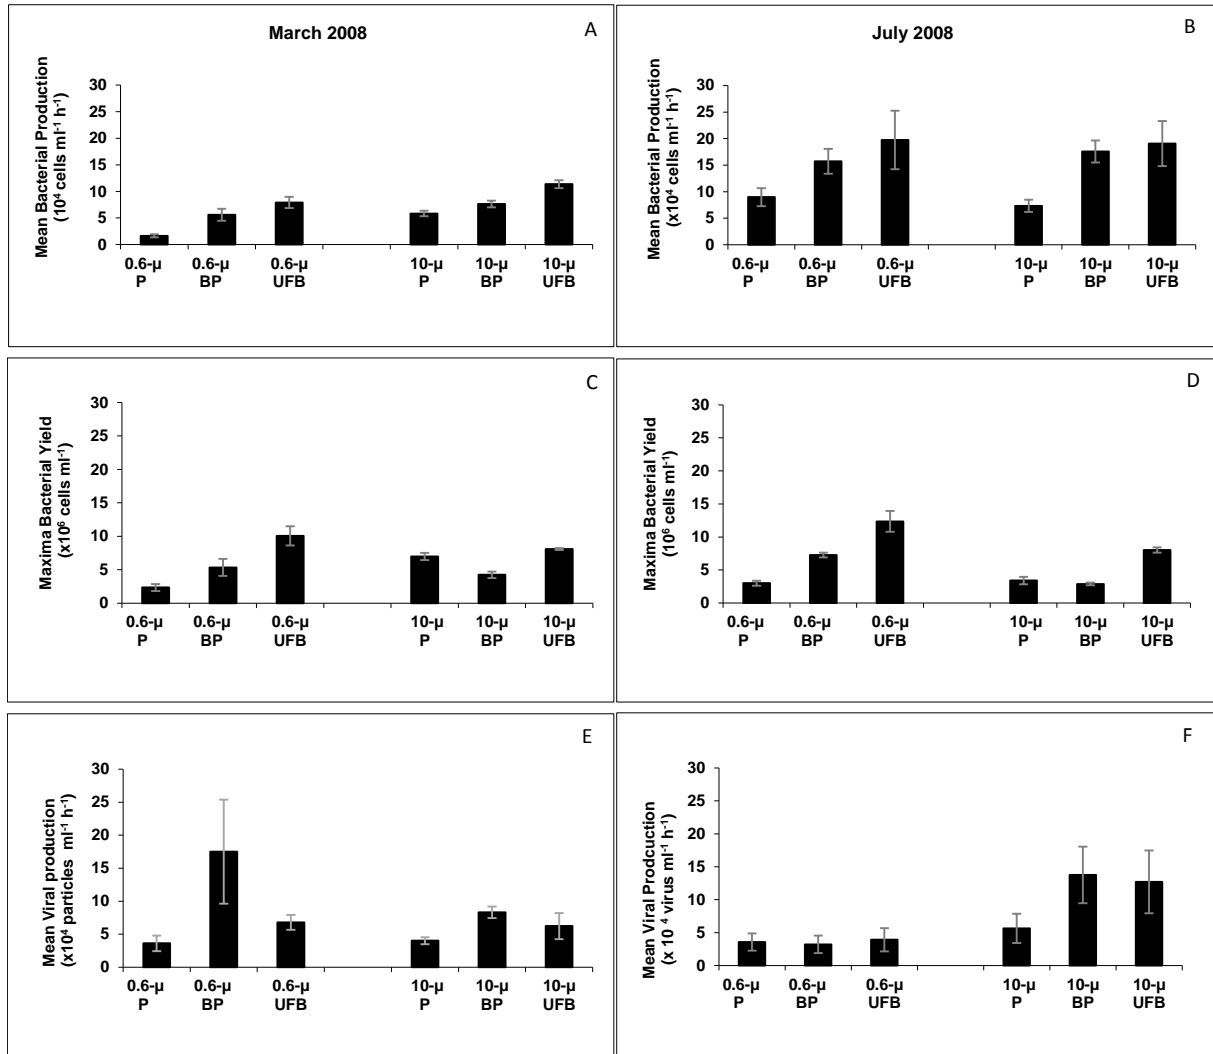 March 2008
A
Mean Bacterial Production
(10⁴ cells ml⁻¹ h⁻¹)
30
25
20
15
10
5
0
0.6-µ 0.6-µ 0.6-µ 10-µ 10-µ 10-µ
P BP UFB P BP UFB
July 2008
B
Mean Bacterial Production
(x10⁴ cells ml⁻¹ h⁻¹)
30
25
20
15
10
5
0
0.6-µ 0.6-µ 0.6-µ 10-µ 10-µ 10-µ
P BP UFB P BP UFB
C
Maxima Bacterial Yield
(x10⁶ cells ml⁻¹)
30
25
20
15
10
5
0
0.6-µ 0.6-µ 0.6-µ 10-µ 10-µ 10-µ
P BP UFB P BP UFB
D
Maxima Bacterial Yield
(10⁶ cells ml⁻¹)
30
25
20
15
10
5
0
0.6-µ 0.6-µ 0.6-µ 10-µ 10-µ 10-µ
P BP UFB P BP UFB
E
Mean Viral production
(x10⁴ particles ml⁻¹ h⁻¹)
30
25
20
15
10
5
0
0.6-µ 0.6-µ 0.6-µ 10-µ 10-µ 10-µ
P BP UFB P BP UFB
F
Mean Viral Prodcuction
(x 10⁻⁴ virus ml⁻¹ h⁻¹)
30
25
20
15
10
5
0
0.6-µ 0.6-µ 0.6-µ 10-µ 10-µ 10-µ
P BP UFB P BP UFB